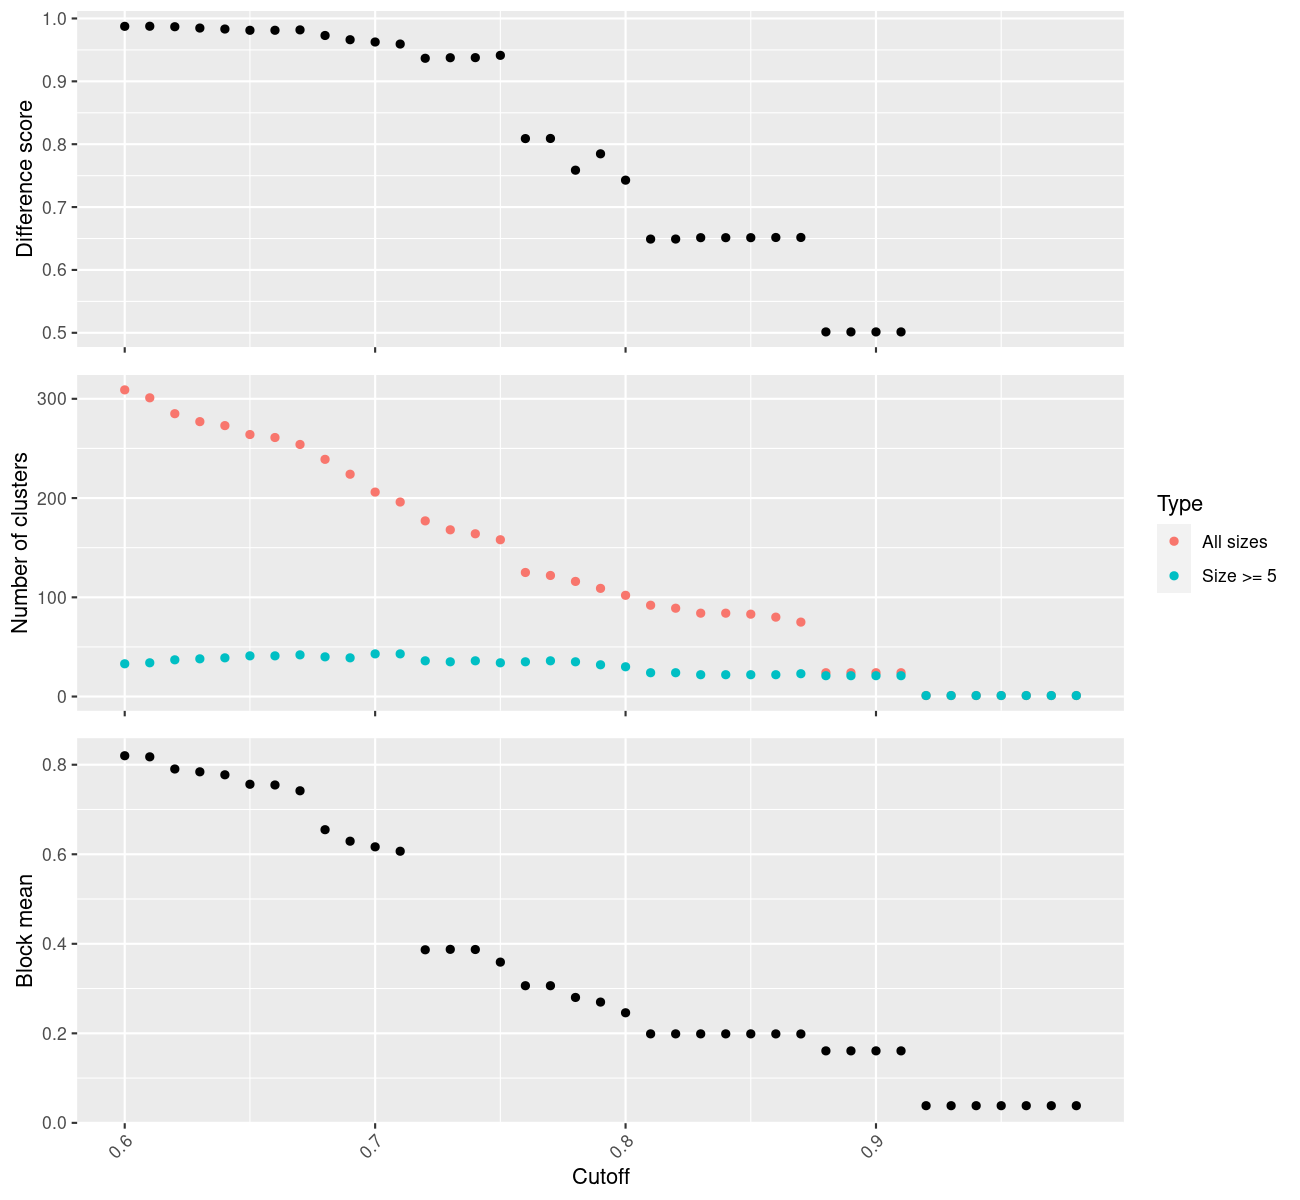 Difference score
1.0
0.9
0.8
0.7
0.6
0.5
Number of clusters
300
200
100
0
Type
All sizes
Size >= 5
Block mean
0.8
0.6
0.4
0.2
0.0
0.6
0.7
0.8
0.9
Cutoff